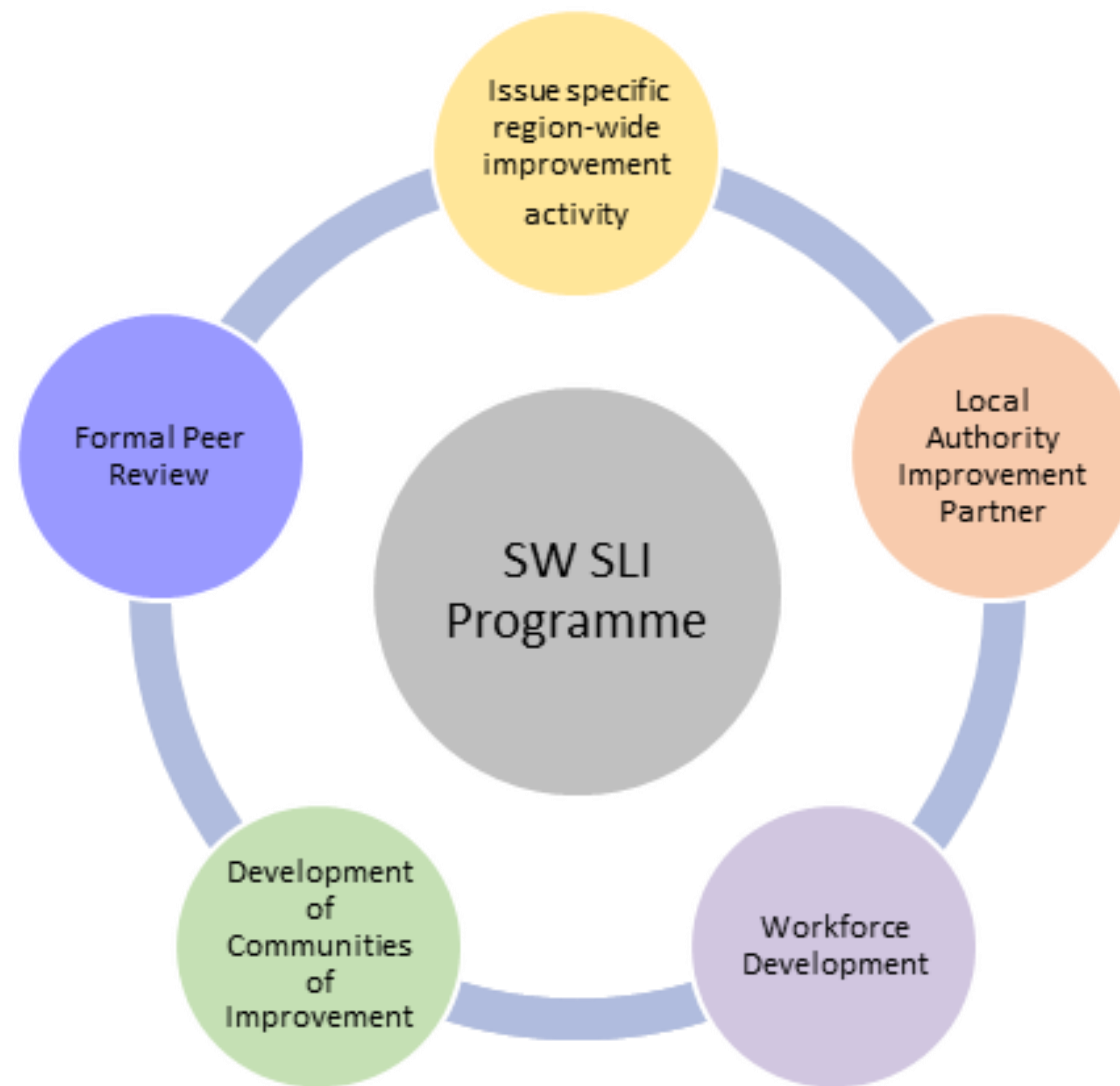 Issue specific
region-wide
improvement
activity
Local
Authority
Improvement
Partner
Workforce
Development
Development
of
Communities
of
Improvement
Formal Peer
Review
SW SLI
Programme